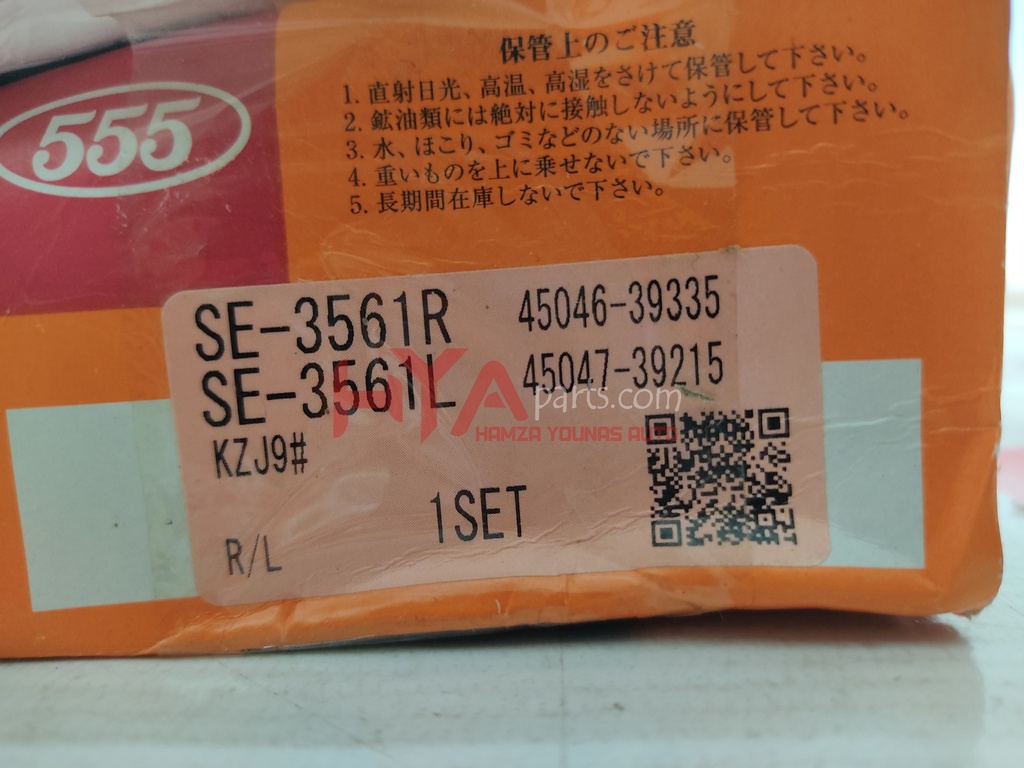 555
保管上のご注意
1. 直射日光、高温、高湿をさけて保管して下さい。
2. 鉱油類には絶対に接触しないようにして下さい。
3. 水、ほこり、ゴミなどのない場所に保管して下さい。
4. 重いものを上に乗せないで下さい。
5. 長期間在庫しないで下さい。
SE-3561R 45046-39335
SE-3561L 45047-39215
HYA parts.com
HAMZA YOUNAS AUTO
KZJ9#
1SET
R/L